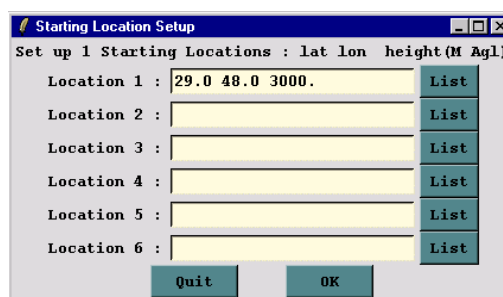 Starting Location Setup
Set up 1 Starting Locations : lat lon height(M Agl)
Location 1 : 29.0 48.0 3000. List
Location 2 : List
Location 3 : List
Location 4 : List
Location 5 : List
Location 6 : List
Quit OK